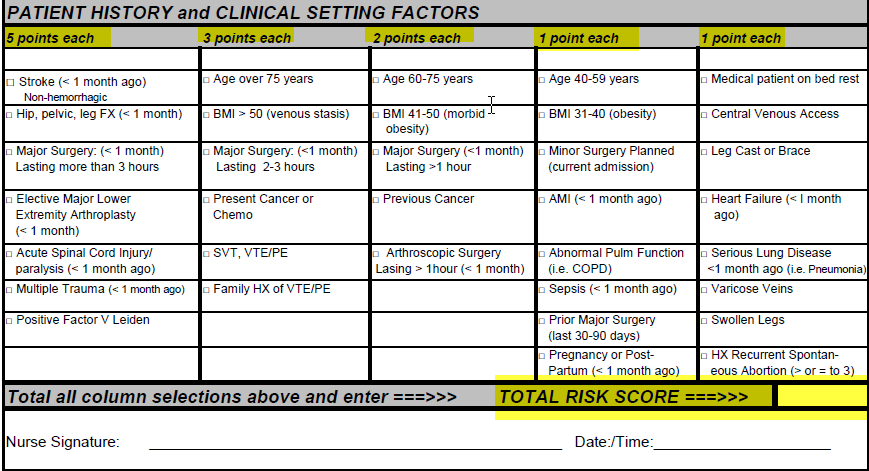 PATIENT HISTORY and CLINICAL SETTING FACTORS
5 points each
3 points each
2 points each
1 point each
1 point each
□ Stroke (< 1 month ago)
Non-hemorrhagic
□ Age over 75 years
□ Age 60-75 years
□ Age 40-59 years
□ Medical patient on bed rest
□ Hip, pelvic, leg FX (< 1 month)
□ BMI > 50 (venous stasis)
□ BMI 41-50 (morbid
obesity)
□ BMI 31-40 (obesity)
□ Central Venous Access
□ Major Surgery: (< 1 month)
Lasting more than 3 hours
□ Major Surgery: (<1 month)
Lasting 2-3 hours
□ Major Surgery (<1 month)
Lasting >1 hour
□ Minor Surgery Planned
(current admission)
□ Leg Cast or Brace
□ Elective Major Lower
Extremity Arthroplasty
(< 1 month)
□ Present Cancer or
Chemo
□ Previous Cancer
□ AMI (< 1 month ago)
□ Heart Failure (< I month
ago)
□ Acute Spinal Cord Injury/
paralysis (< 1 month ago)
□ SVT, VTE/PE
□ Arthroscopic Surgery
Lasing > 1hour (< 1 month)
□ Abnormal Pulm Function
(i.e. COPD)
□ Serious Lung Disease
<1 month ago (i.e. Pneumonia)
□ Multiple Trauma (< 1 month ago)
□ Family HX of VTE/PE
□ Sepsis (< 1 month ago)
□ Varicose Veins
□ Positive Factor V Leiden
□ Prior Major Surgery
(last 30-90 days)
□ Swollen Legs
□ Pregnancy or Post-
Partum (< 1 month ago)
□ HX Recurrent Spontan-
eous Abortion (> or = to 3)
Total all column selections above and enter ===>>>
TOTAL RISK SCORE ===>>>
Nurse Signature: ____________________ Date:/Time:____________________